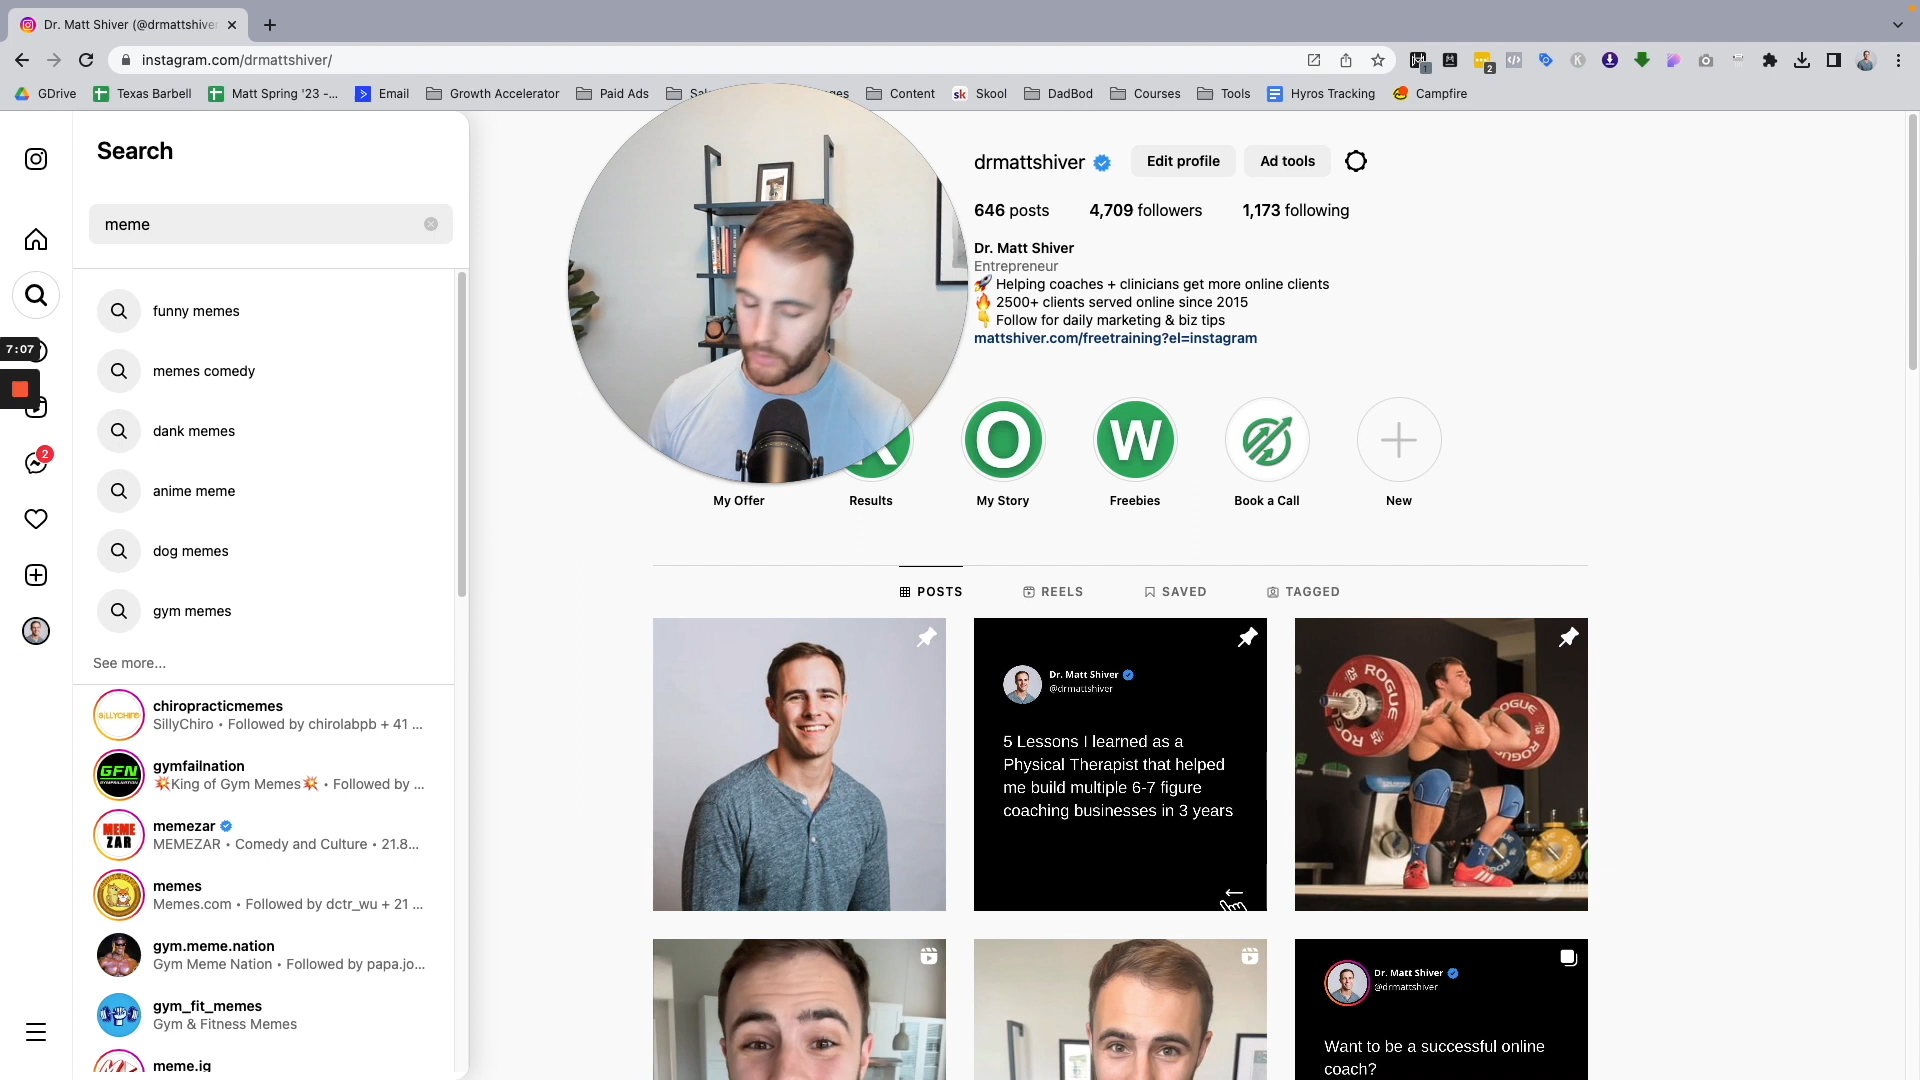 Dr. Matt Shiver (@drmattshiver
instagram.com/drmattshiver/
1
2
GDrive
Texas Barbell
Matt Spring '23 -...
Email
Growth Accelerator
Paid Ads
Content
Skool
DadBod
Courses
Tools
Hyros Tracking
Campfire
Search
meme
funny memes
memes comedy
dank memes
anime meme
dog memes
gym memes
See more...
chiropracticmemes
SillyChiro • Followed by chirolabpb + 41 ...
gymfailnation
💥King of Gym Memes💥 • Followed by ...
memezar
MEMEZAR • Comedy and Culture • 21.8...
memes
Memes.com • Followed by dctr_wu + 21 ...
gym.meme.nation
Gym Meme Nation • Followed by papa.jo...
gym_fit_memes
Gym & Fitness Memes
meme.ig
SILLYCHIRO
GFN
MEME
ZAR
7:07
2
drmattshiver
Edit profile
Ad tools
646 posts
4,709 followers
1,173 following
Dr. Matt Shiver
Entrepreneur
🚀 Helping coaches + clinicians get more online clients
🔥 2500+ clients served online since 2015
👇 Follow for daily marketing & biz tips
mattshiver.com/freetraining?el=instagram
O
W
My Offer
Results
My Story
Freebies
Book a Call
New
POSTS
REELS
SAVED
TAGGED
Dr. Matt Shiver
@drmattshiver
5 Lessons I learned as a
Physical Therapist that helped
me build multiple 6-7 figure
coaching businesses in 3 years
ROGUE
25
ROGUE
Dr. Matt Shiver
@drmattshiver
Want to be a successful online
coach?